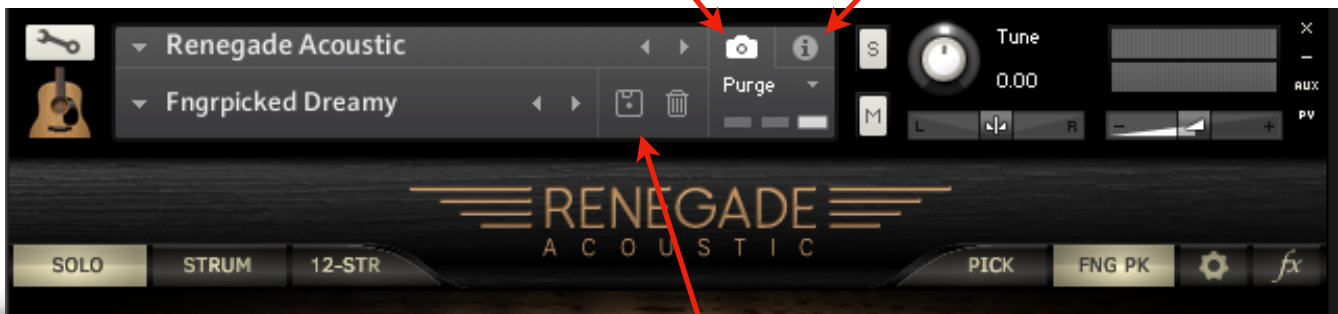 Renegade Acoustic
Fngrpicked Dreamy
Purge
S
M
Tune
0.00
L R
- +
×
-
AUX
PV
RENEGADE
ACOUSTIC
SOLO STRUM 12-STR PICK FNG PK fx